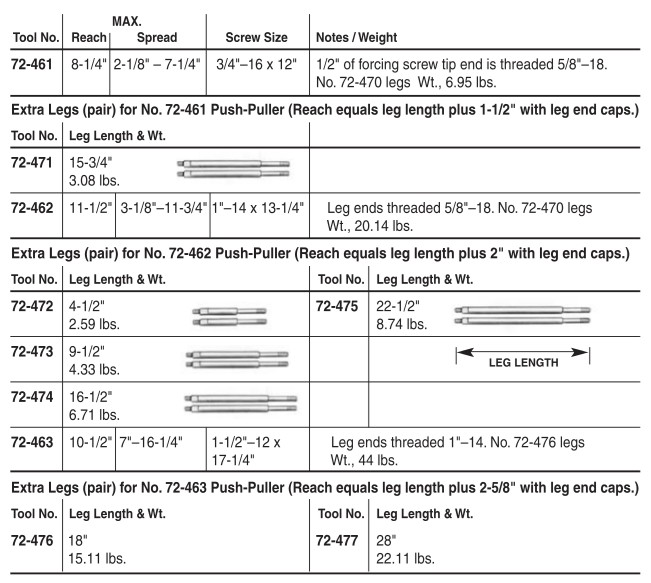 MAX.
Tool No. Reach Spread Screw Size Notes / Weight
72-461 8-1/4" 2-1/8" – 7-1/4" 3/4"–16 x 12" 1/2" of forcing screw tip end is threaded 5/8"–18.
No. 72-470 legs Wt., 6.95 lbs.
Extra Legs (pair) for No. 72-461 Push-Puller (Reach equals leg length plus 1-1/2" with leg end caps.)
Tool No. Leg Length & Wt.
72-471 15-3/4"
3.08 lbs.
72-462 11-1/2" 3-1/8"–11-3/4" 1"–14 x 13-1/4" Leg ends threaded 5/8"–18. No. 72-470 legs
Wt., 20.14 lbs.
Extra Legs (pair) for No. 72-462 Push-Puller (Reach equals leg length plus 2" with leg end caps.)
Tool No. Leg Length & Wt. Tool No. Leg Length & Wt.
72-472 4-1/2" 72-475 22-1/2"
2.59 lbs. 8.74 lbs.
72-473 9-1/2"
4.33 lbs.
LEG LENGTH
72-474 16-1/2"
6.71 lbs.
72-463 10-1/2" 7"–16-1/4" 1-1/2"–12 x Leg ends threaded 1"–14. No. 72-476 legs
17-1/4" Wt., 44 lbs.
Extra Legs (pair) for No. 72-463 Push-Puller (Reach equals leg length plus 2-5/8" with leg end caps.)
Tool No. Leg Length & Wt. Tool No. Leg Length & Wt.
72-476 18" 72-477 28"
15.11 lbs. 22.11 lbs.